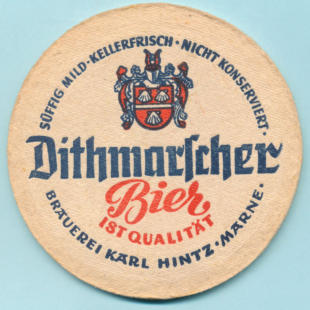 SÜFFIG MILD · KELLERFRISCH · NICHT KONSERVIERT ·
Dithmarscher
Bier
IST QUALITÄT
BRAUEREI KARL HINTZ · MARNE ·